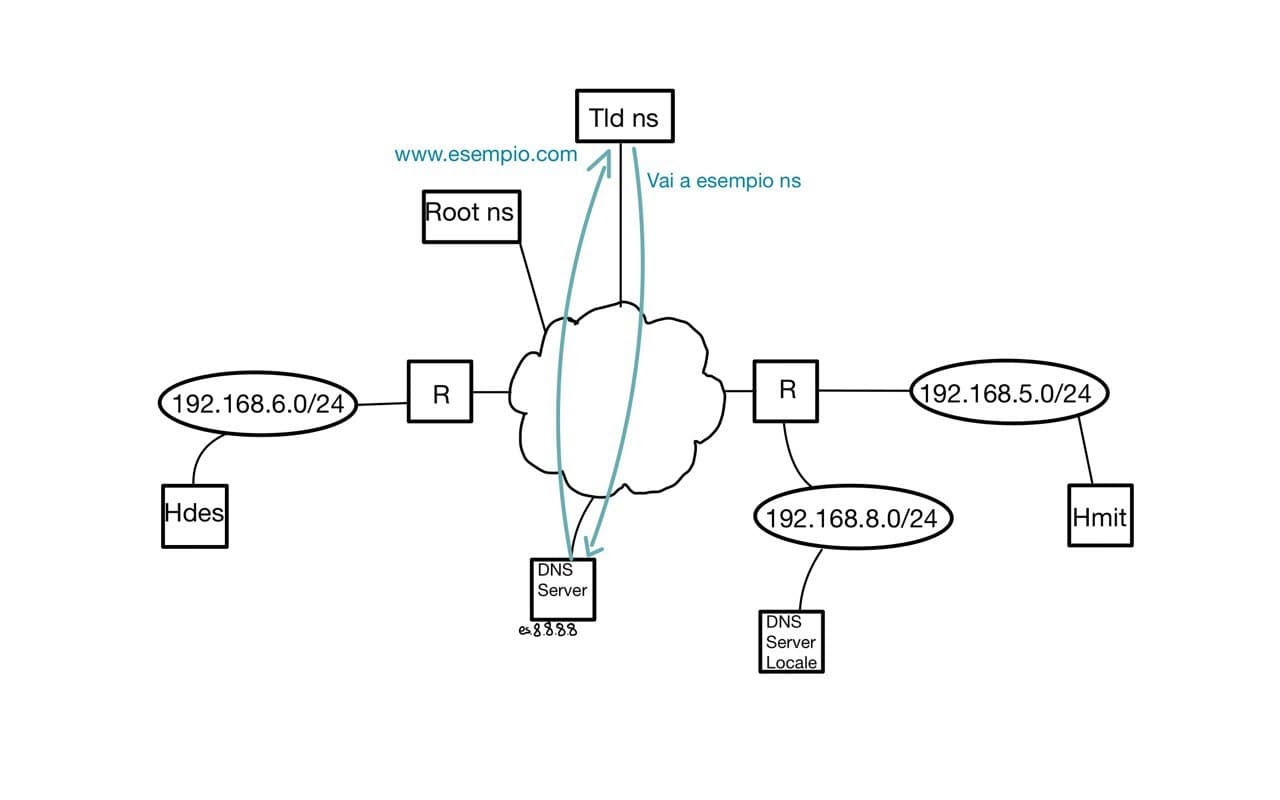 Tld ns
www.esempio.com
Vai a esempio ns
Root ns
192.168.6.0/24
R
R
192.168.5.0/24
Hdes
192.168.8.0/24
Hmit
DNS
Server
es.8.8.8.8
DNS
Server
Locale